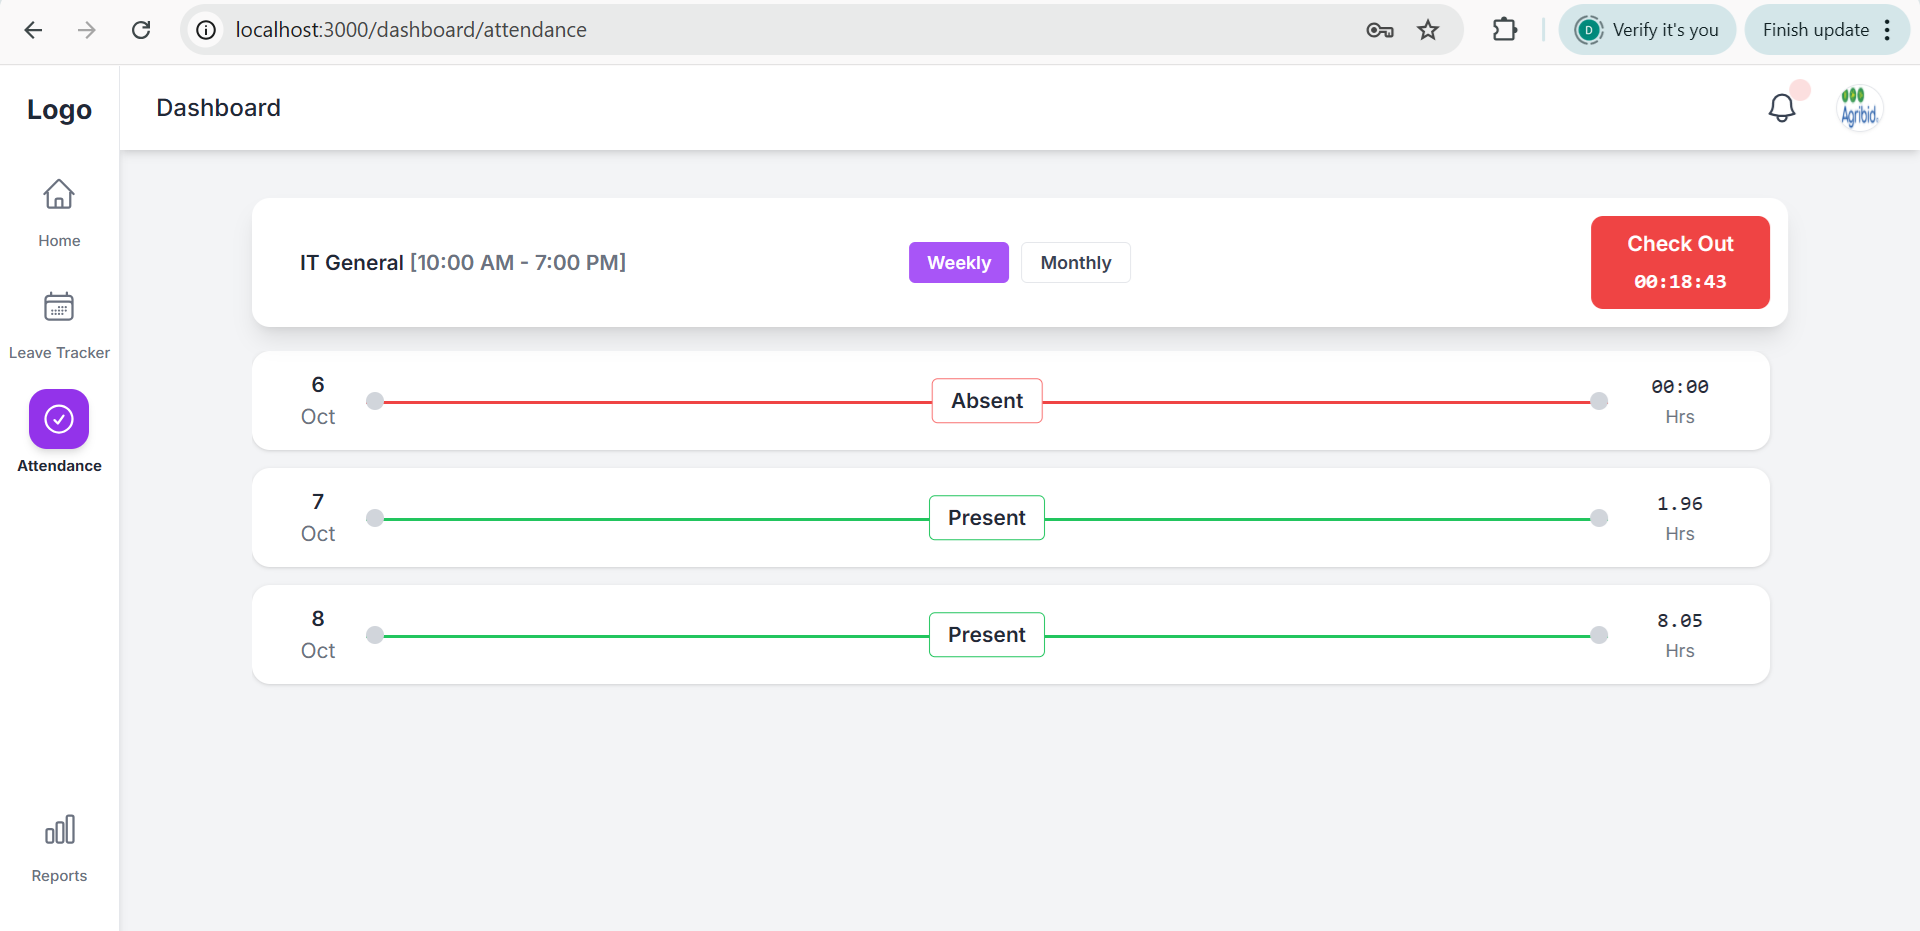 localhost:3000/dashboard/attendance
D
Verify it's you
Finish update
Logo
Dashboard
Agribid
Home
Leave Tracker
Attendance
Reports
IT General [10:00 AM - 7:00 PM]
Weekly
Monthly
Check Out
00:18:43
6
Oct
Absent
00:00
Hrs
7
Oct
Present
1.96
Hrs
8
Oct
Present
8.05
Hrs